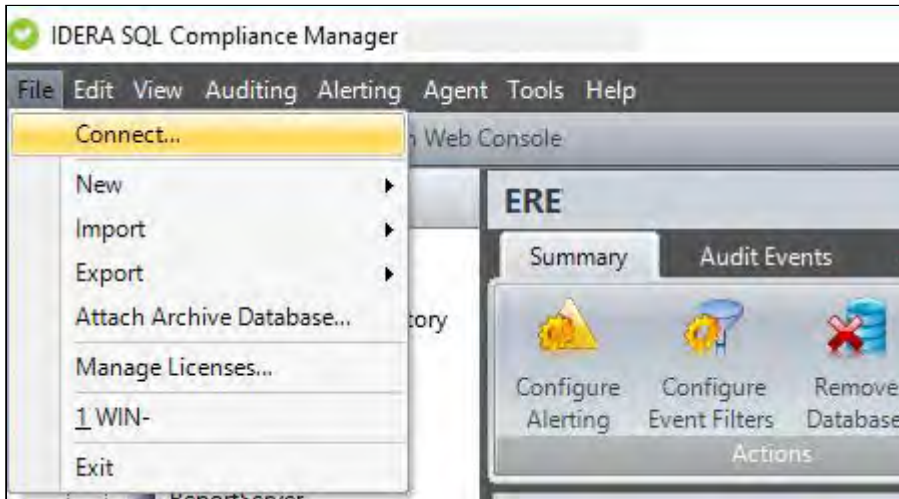 IDERA SQL Compliance Manager
File Edit View Auditing Alerting Agent Tools Help
Connect...
Web Console
New
ERE
Import
Summary
Audit Events
Export
Attach Archive Database...
tory
Manage Licenses...
Configure Alerting
Configure Event Filters
Remove Database
1 WIN-
Actions
Exit
ReportServer